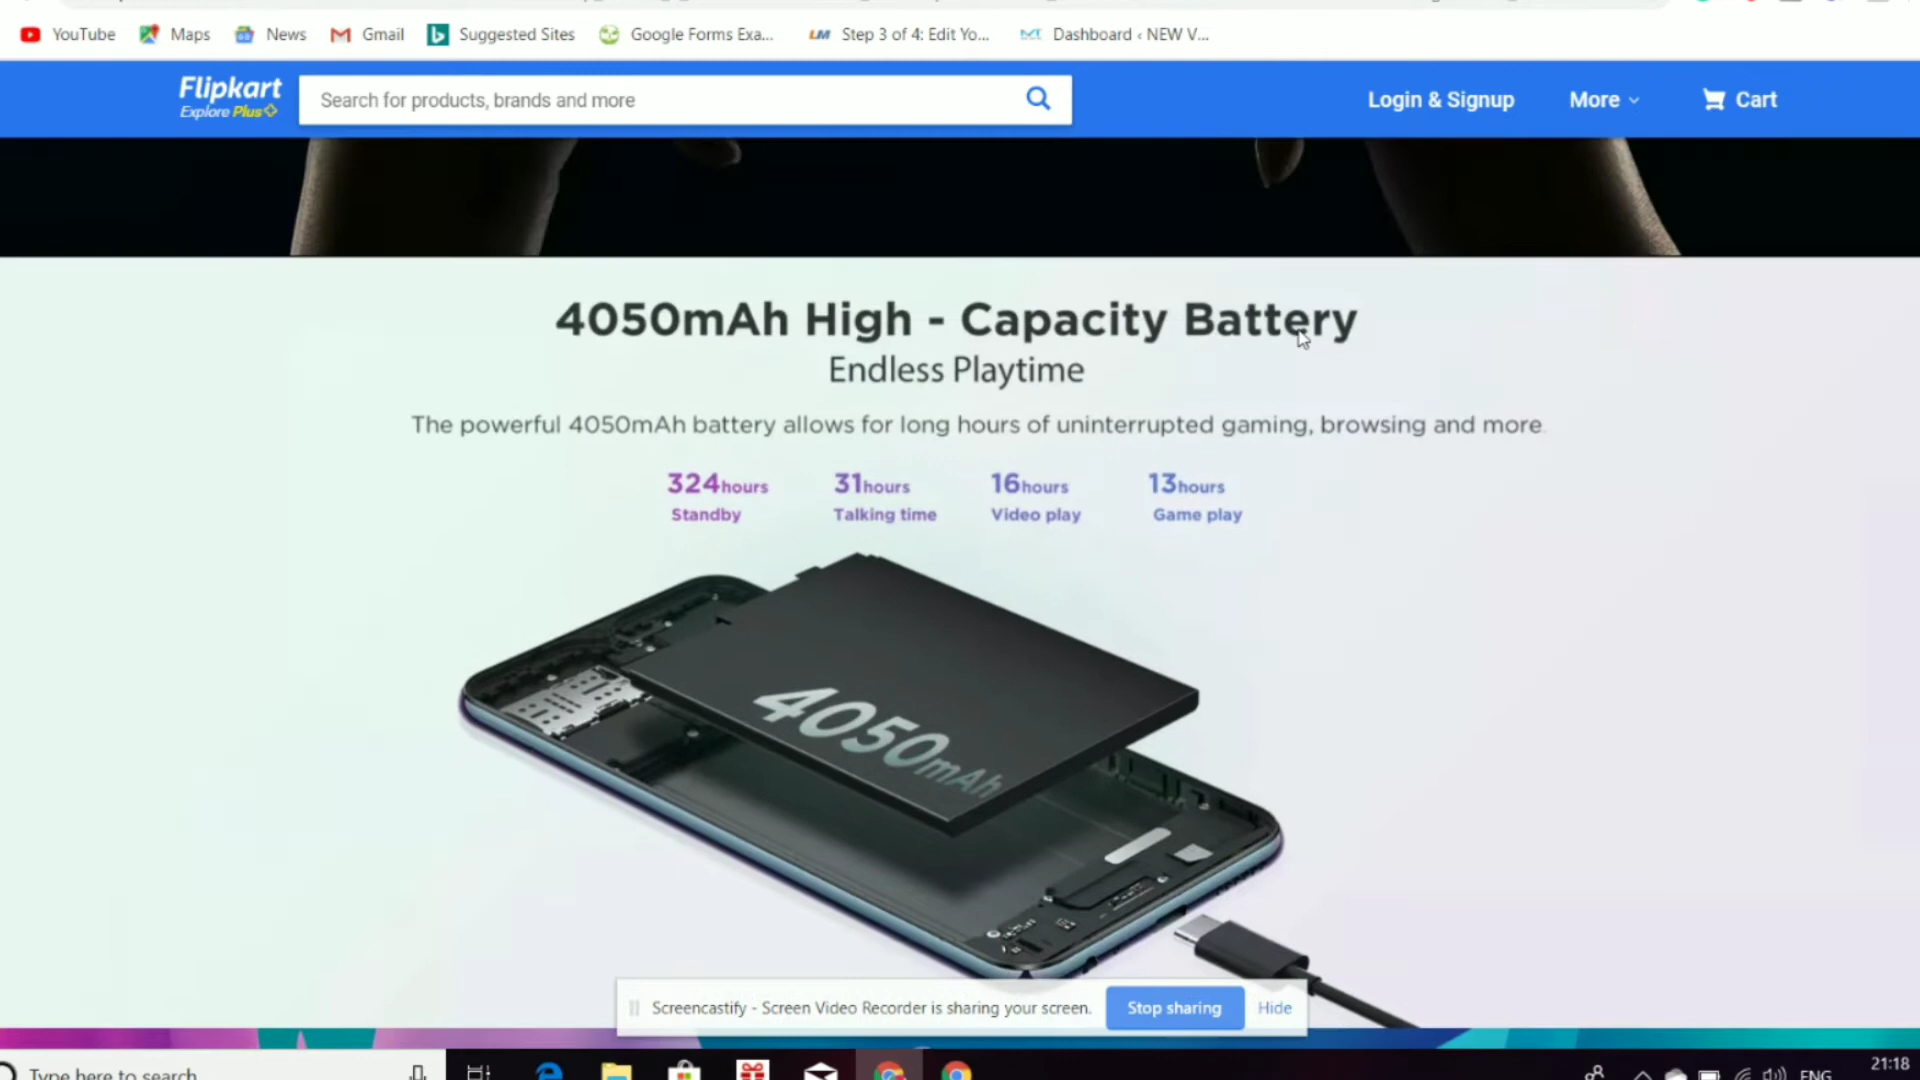 YouTube Maps News Gmail Suggested Sites Google Forms Exa... Step 3 of 4: Edit Yo... Dashboard ‹ NEW V...
Flipkart
Explore Plus
Search for products, brands and more
Login & Signup More Cart
4050mAh High - Capacity Battery
Endless Playtime
The powerful 4050mAh battery allows for long hours of uninterrupted gaming, browsing and more.
324hours 31hours 16hours 13hours
Standby Talking time Video play Game play
4050mAh
Screencastify - Screen Video Recorder is sharing your screen. Stop sharing Hide
Type here to search
ENG
21:18